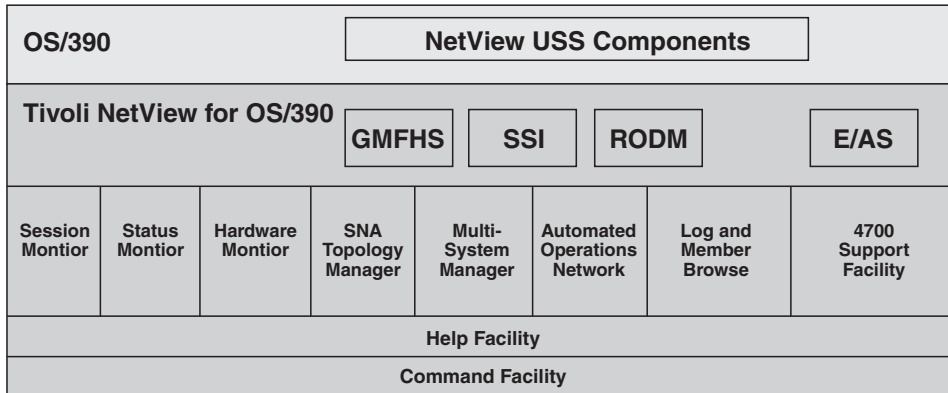 OS/390
NetView USS Components
Tivoli NetView for OS/390
GMFHS
SSI
RODM
E/AS
Session
Montior
Status
Montior
Hardware
Montior
SNA
Topology
Manager
Multi-
System
Manager
Automated
Operations
Network
Log and
Member
Browse
4700
Support
Facility
Help Facility
Command Facility